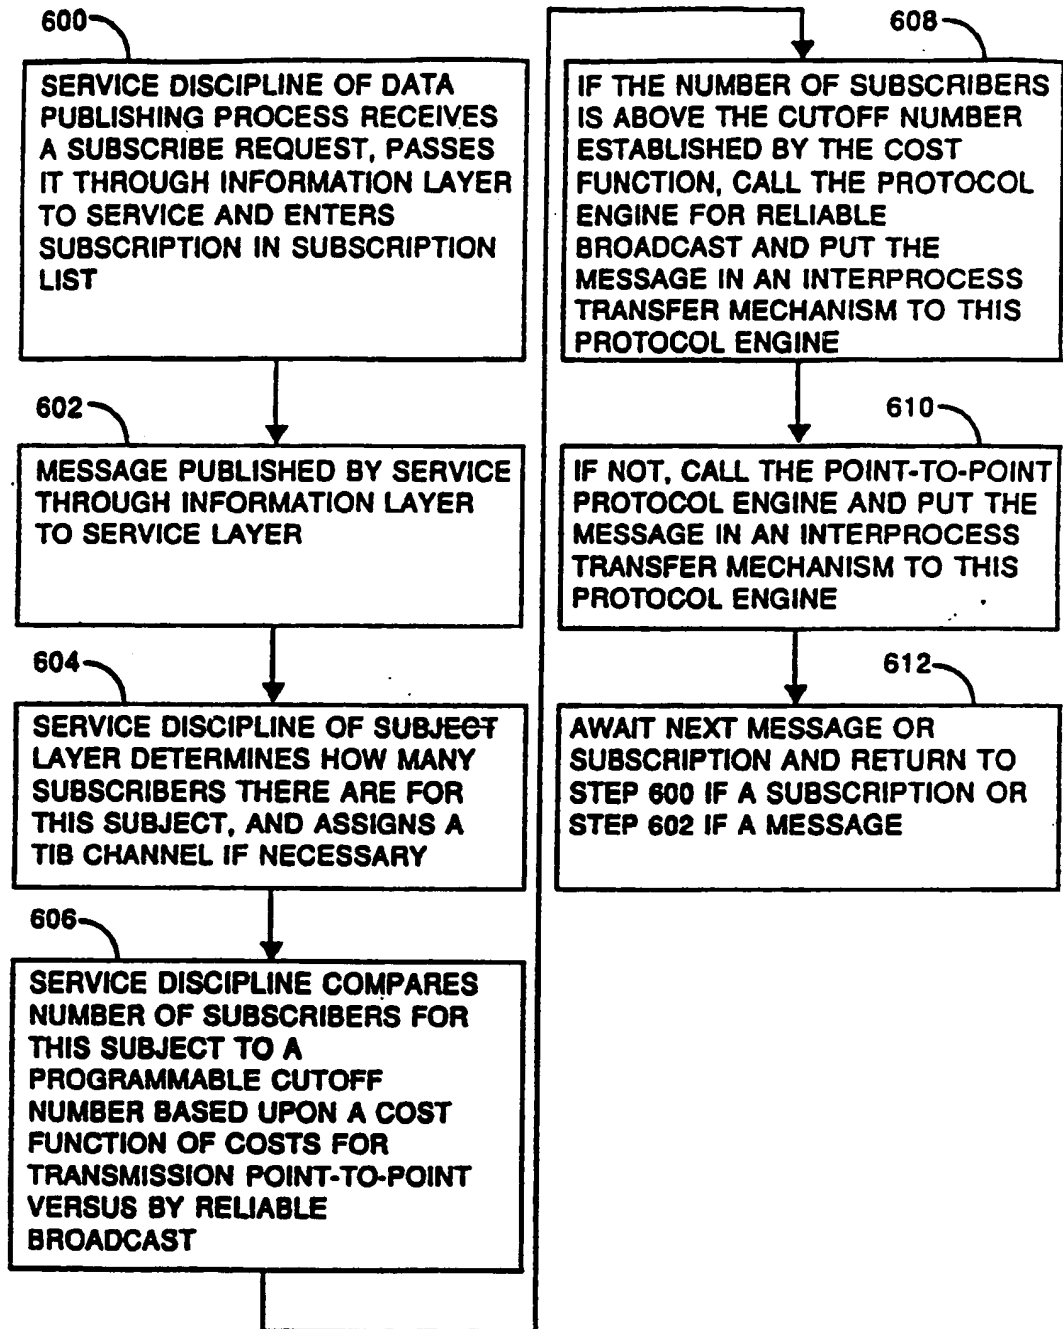 600
SERVICE DISCIPLINE OF DATA
PUBLISHING PROCESS RECEIVES
A SUBSCRIBE REQUEST, PASSES
IT THROUGH INFORMATION LAYER
TO SERVICE AND ENTERS
SUBSCRIPTION IN SUBSCRIPTION
LIST
602
MESSAGE PUBLISHED BY SERVICE
THROUGH INFORMATION LAYER
TO SERVICE LAYER
604
SERVICE DISCIPLINE OF SUBJECT
LAYER DETERMINES HOW MANY
SUBSCRIBERS THERE ARE FOR
THIS SUBJECT, AND ASSIGNS A
TIB CHANNEL IF NECESSARY
606
SERVICE DISCIPLINE COMPARES
NUMBER OF SUBSCRIBERS FOR
THIS SUBJECT TO A
PROGRAMMABLE CUTOFF
NUMBER BASED UPON A COST
FUNCTION OF COSTS FOR
TRANSMISSION POINT-TO-POINT
VERSUS BY RELIABLE
BROADCAST
608
IF THE NUMBER OF SUBSCRIBERS
IS ABOVE THE CUTOFF NUMBER
ESTABLISHED BY THE COST
FUNCTION, CALL THE PROTOCOL
ENGINE FOR RELIABLE
BROADCAST AND PUT THE
MESSAGE IN AN INTERPROCESS
TRANSFER MECHANISM TO THIS
PROTOCOL ENGINE
610
IF NOT, CALL THE POINT-TO-POINT
PROTOCOL ENGINE AND PUT THE
MESSAGE IN AN INTERPROCESS
TRANSFER MECHANISM TO THIS
PROTOCOL ENGINE
612
AWAIT NEXT MESSAGE OR
SUBSCRIPTION AND RETURN TO
STEP 600 IF A SUBSCRIPTION OR
STEP 602 IF A MESSAGE